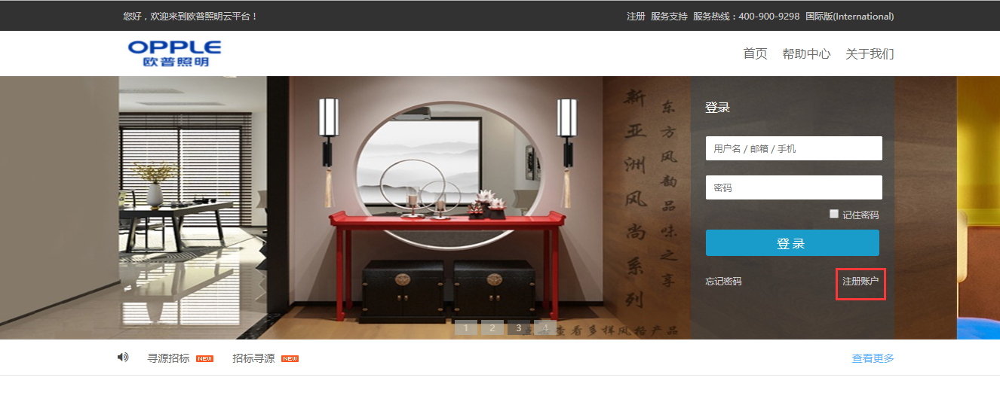 您好，欢迎来到欧普照明云平台！
注册 服务支持 服务热线：400-900-9298 国际版(International)
OPPLE
欧普照明
首页 帮助中心 关于我们
新亚洲风尚系列
东方风韵品味之享
登录
用户名 / 邮箱 / 手机
密码
记住密码
登 录
忘记密码 注册账户
1 2 3 4
查看多样风格产品
寻源招标 NEW 招标寻源 NEW
查看更多